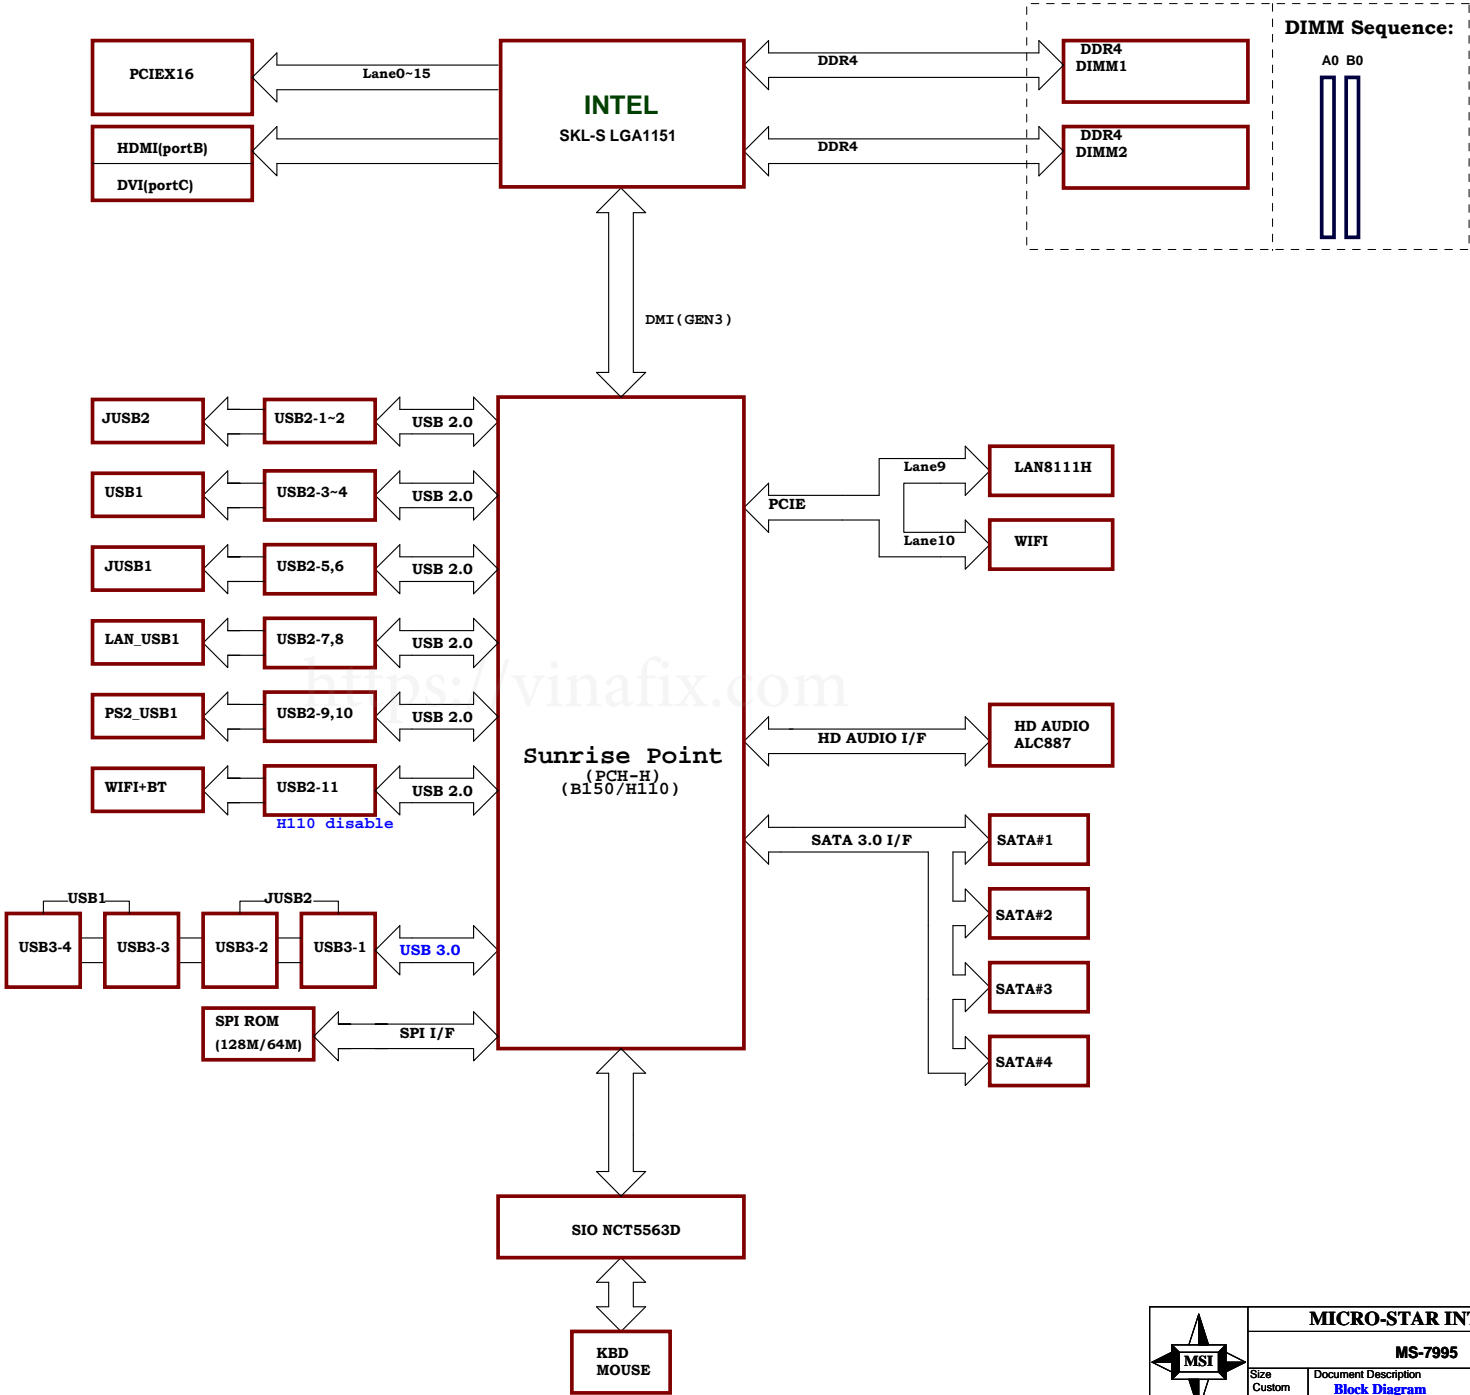 DIMM Sequence:
A0 B0
PCIEX16
Lane0~15
INTEL
SKL-S LGA1151
DDR4
DDR4
DIMM1
HDMI(portB)
DVI(portC)
DDR4
DDR4
DIMM2
DMI(GEN3)
JUSB2
USB2-1~2
USB 2.0
USB1
USB2-3~4
USB 2.0
JUSB1
USB2-5,6
USB 2.0
LAN_USB1
USB2-7,8
USB 2.0
PS2_USB1
USB2-9,10
USB 2.0
WIFI+BT
USB2-11
USB 2.0
H110 disable
https://vinafix.com
Sunrise Point
(PCH-H)
(B150/H110)
PCIE
Lane9
LAN8111H
Lane10
WIFI
HD AUDIO I/F
HD AUDIO
ALC887
SATA 3.0 I/F
SATA#1
SATA#2
SATA#3
SATA#4
USB1
JUSB2
USB3-4
USB3-3
USB3-2
USB3-1
USB 3.0
SPI ROM
(128M/64M)
SPI I/F
SIO NCT5563D
KBD
MOUSE
MSI
MICRO-STAR INT
MS-7995
Size
Custom
Document Description
Block Diagram